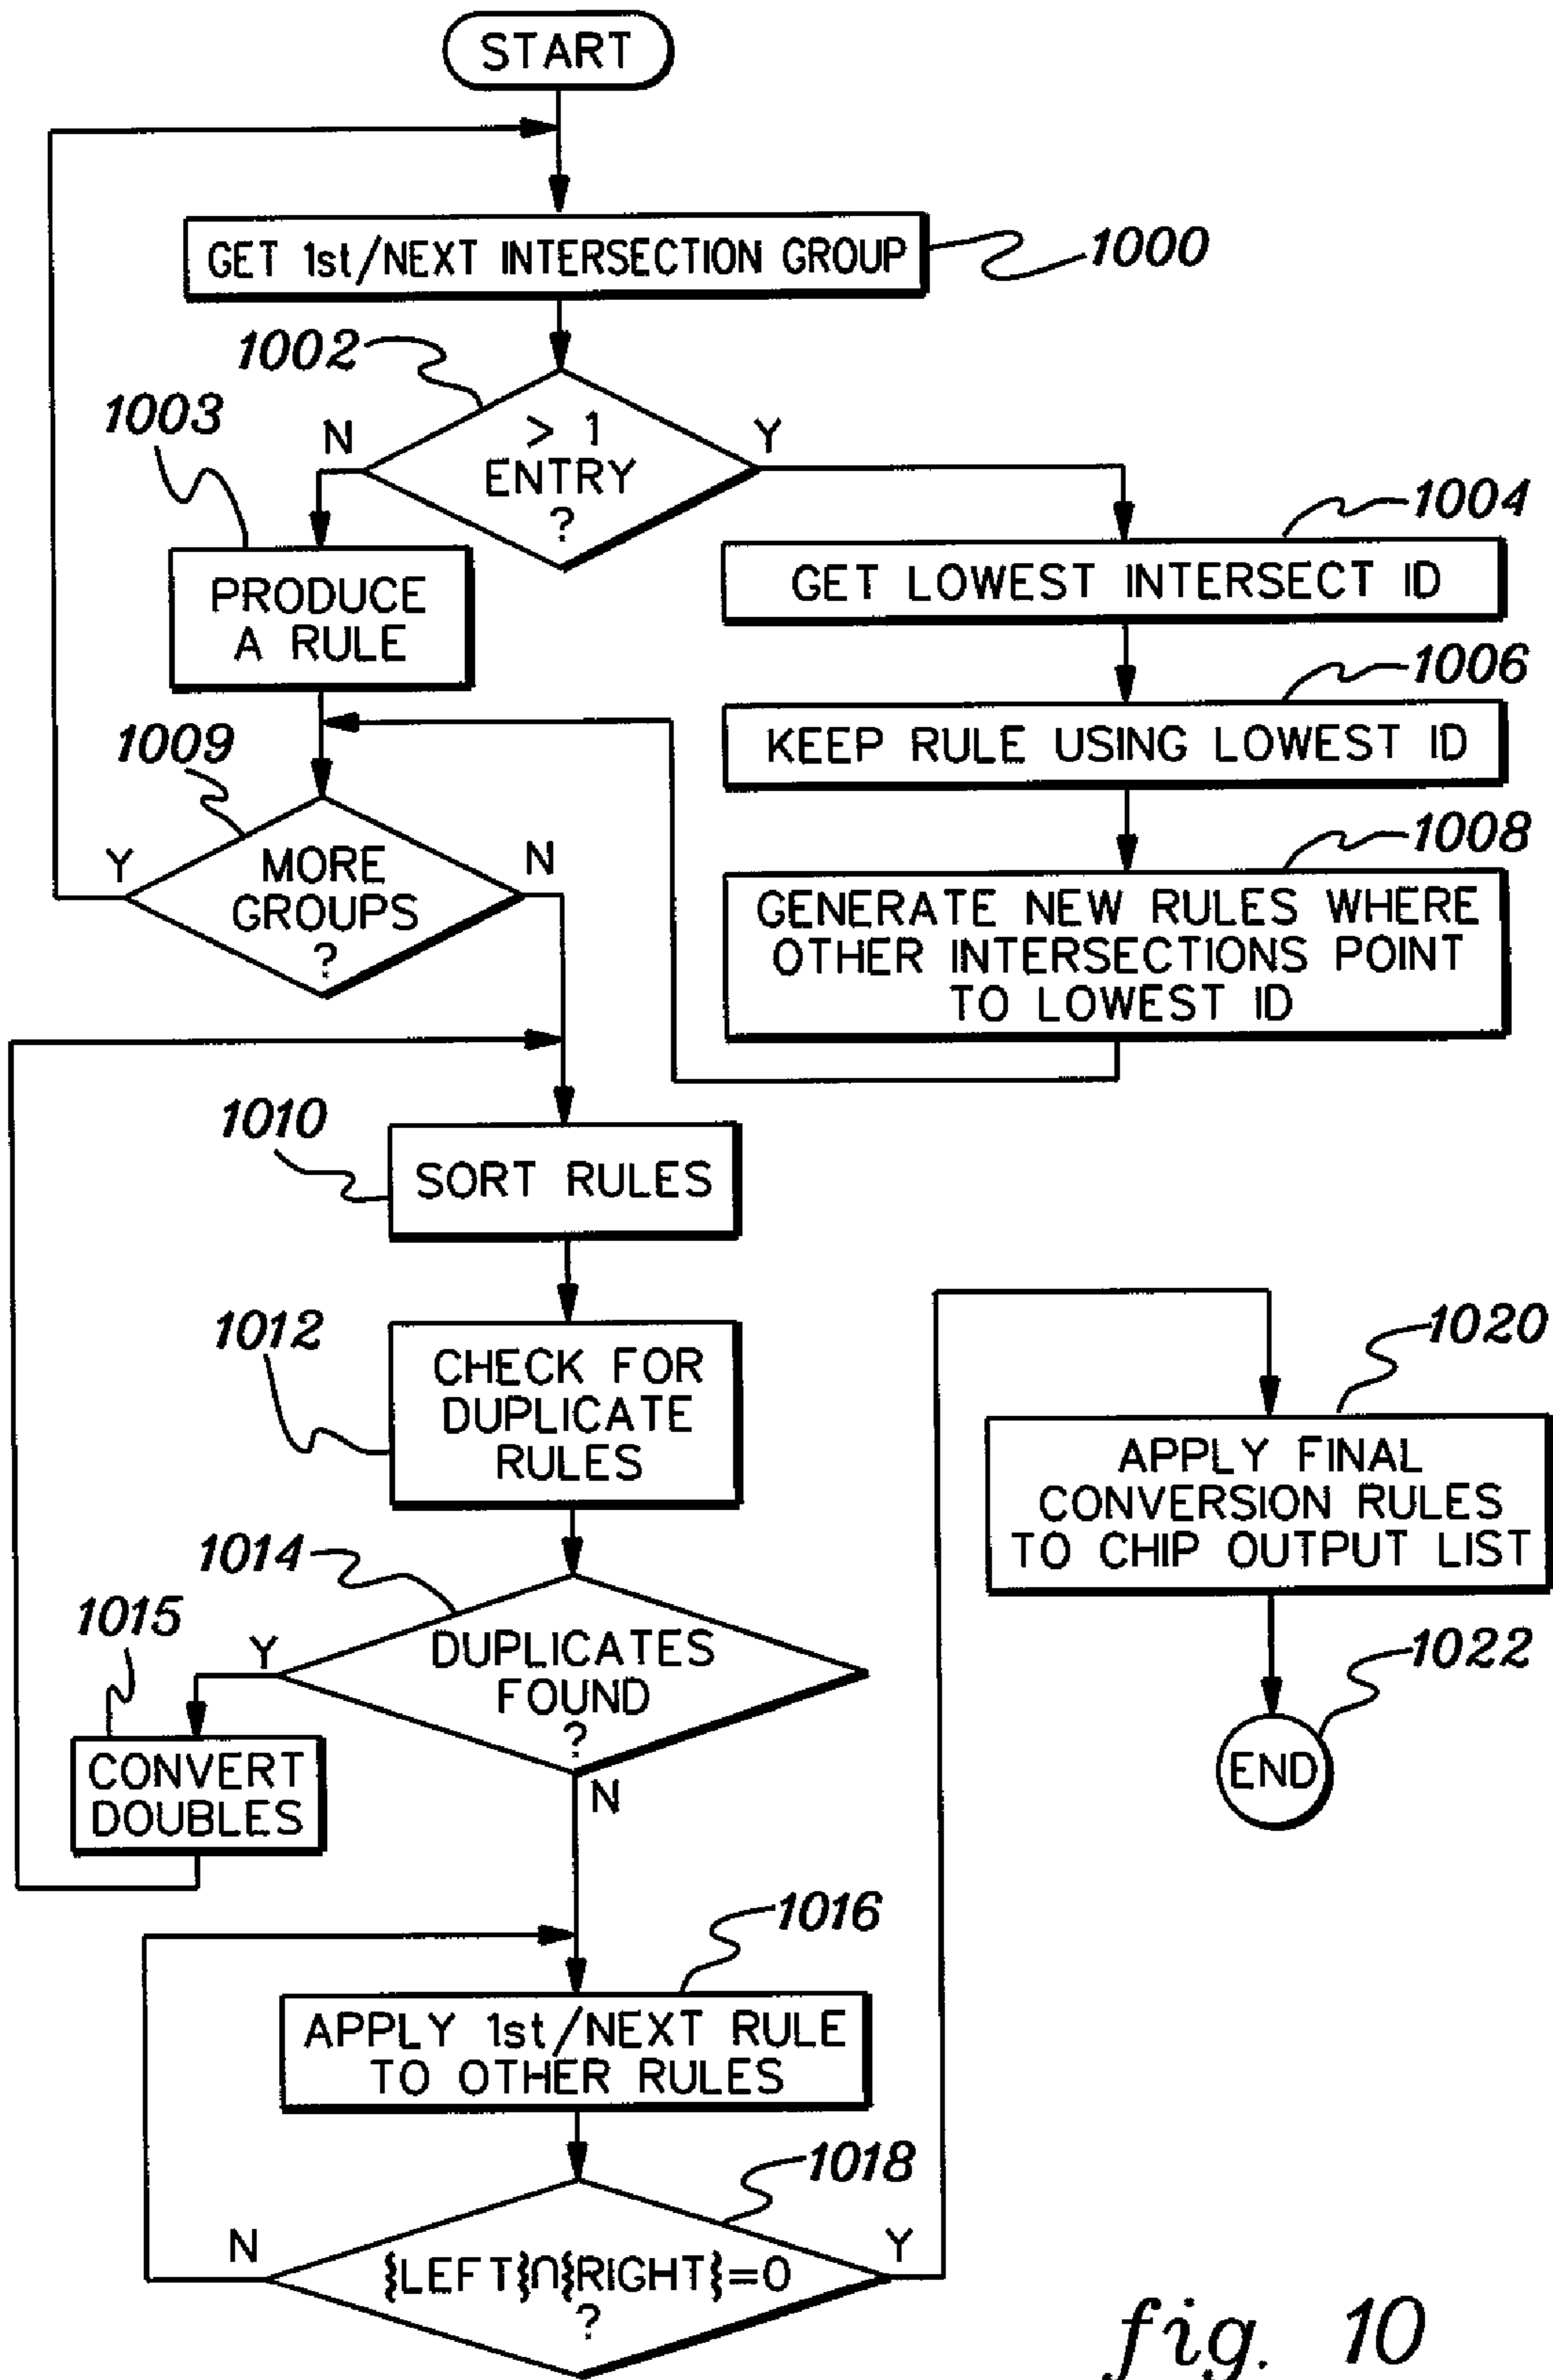 START
GET 1st/NEXT INTERSECTION GROUP
1000
1002
> 1
ENTRY
?
N
Y
1003
PRODUCE
A RULE
1004
GET LOWEST INTERSECT ID
1006
KEEP RULE USING LOWEST ID
1008
GENERATE NEW RULES WHERE
OTHER INTERSECTIONS POINT
TO LOWEST ID
1009
MORE
GROUPS
?
Y
N
1010
SORT RULES
1012
CHECK FOR
DUPLICATE
RULES
1014
DUPLICATES
FOUND
?
Y
N
1015
CONVERT
DOUBLES
1016
APPLY 1st/NEXT RULE
TO OTHER RULES
1018
{LEFT}∩{RIGHT}=0
?
N
Y
1020
APPLY FINAL
CONVERSION RULES
TO CHIP OUTPUT LIST
1022
END
fig. 10